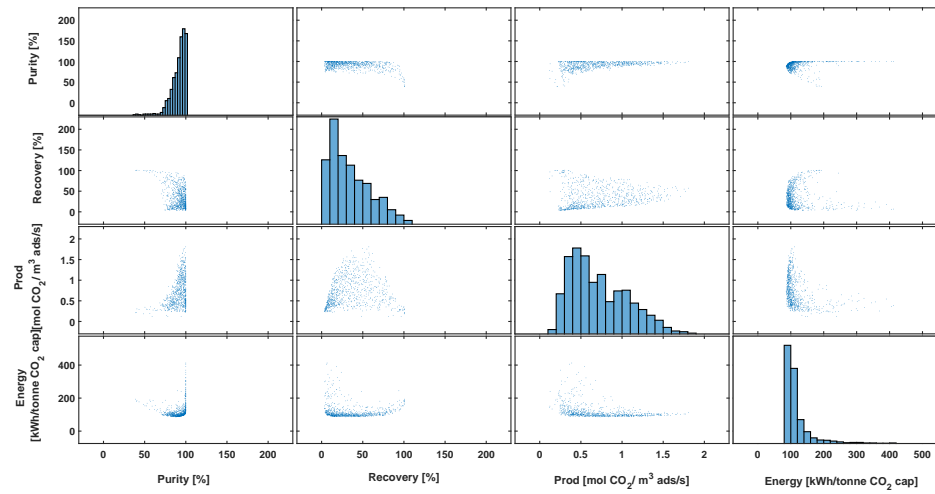 200
150
100
50
0
Purity [%]
200
150
100
50
0
Recovery [%]
2
1.5
1
0.5
0
Prod
[mol CO2/ m3 ads/s]
400
200
0
Energy
[kWh/tonne CO2 cap]
0 50 100 150 200
0 50 100 150 200
0 0.5 1 1.5 2
0 100 200 300 400 500
Purity [%]
Recovery [%]
Prod [mol CO2/ m3 ads/s]
Energy [kWh/tonne CO2 cap]